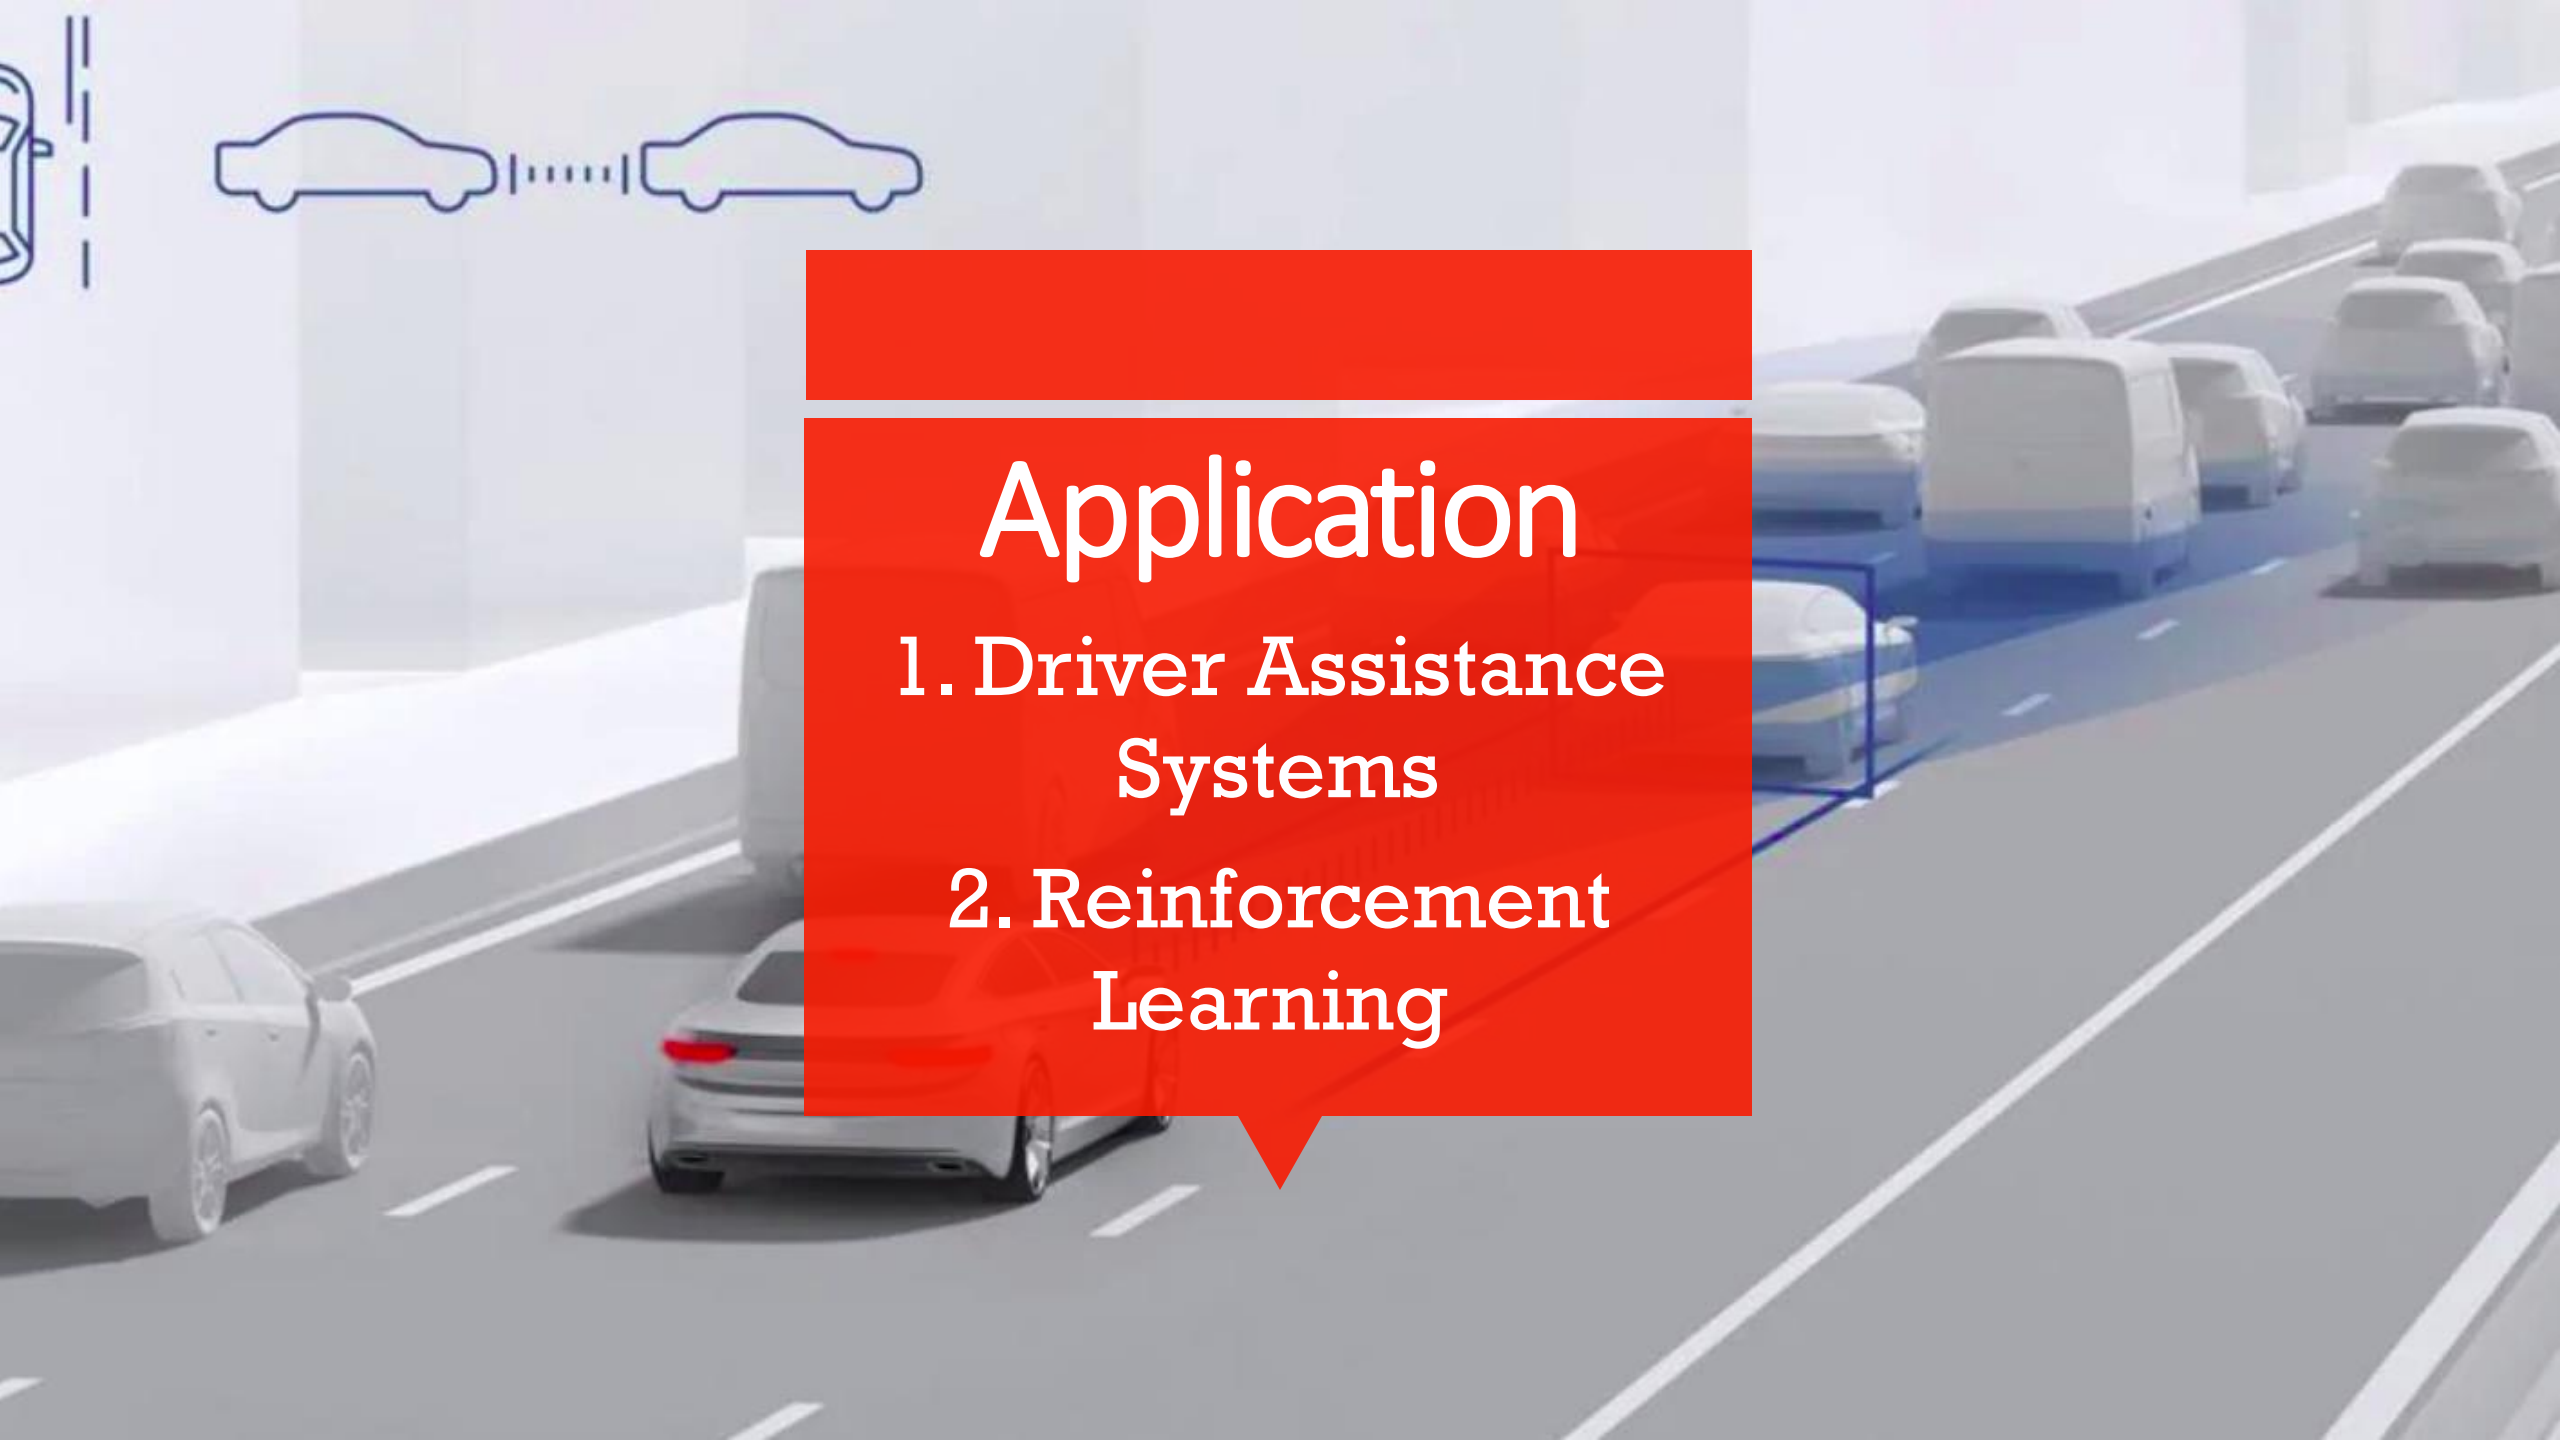 Application
1. Driver Assistance
Systems
2. Reinforcement
Learning